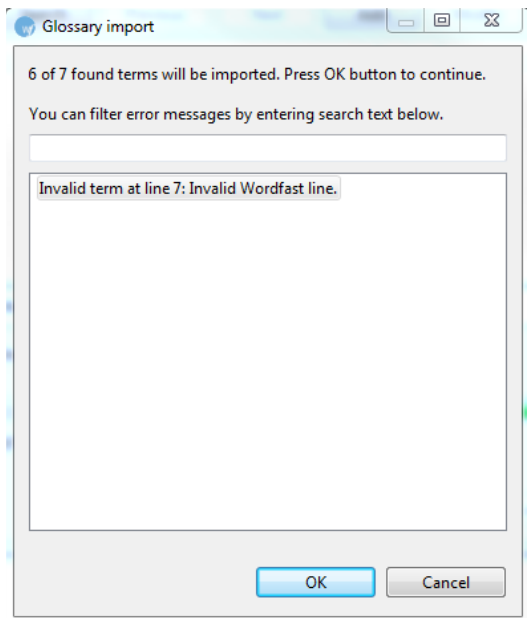 Glossary import
6 of 7 found terms will be imported. Press OK button to continue.
You can filter error messages by entering search text below.
Invalid term at line 7: Invalid Wordfast line.
OK Cancel